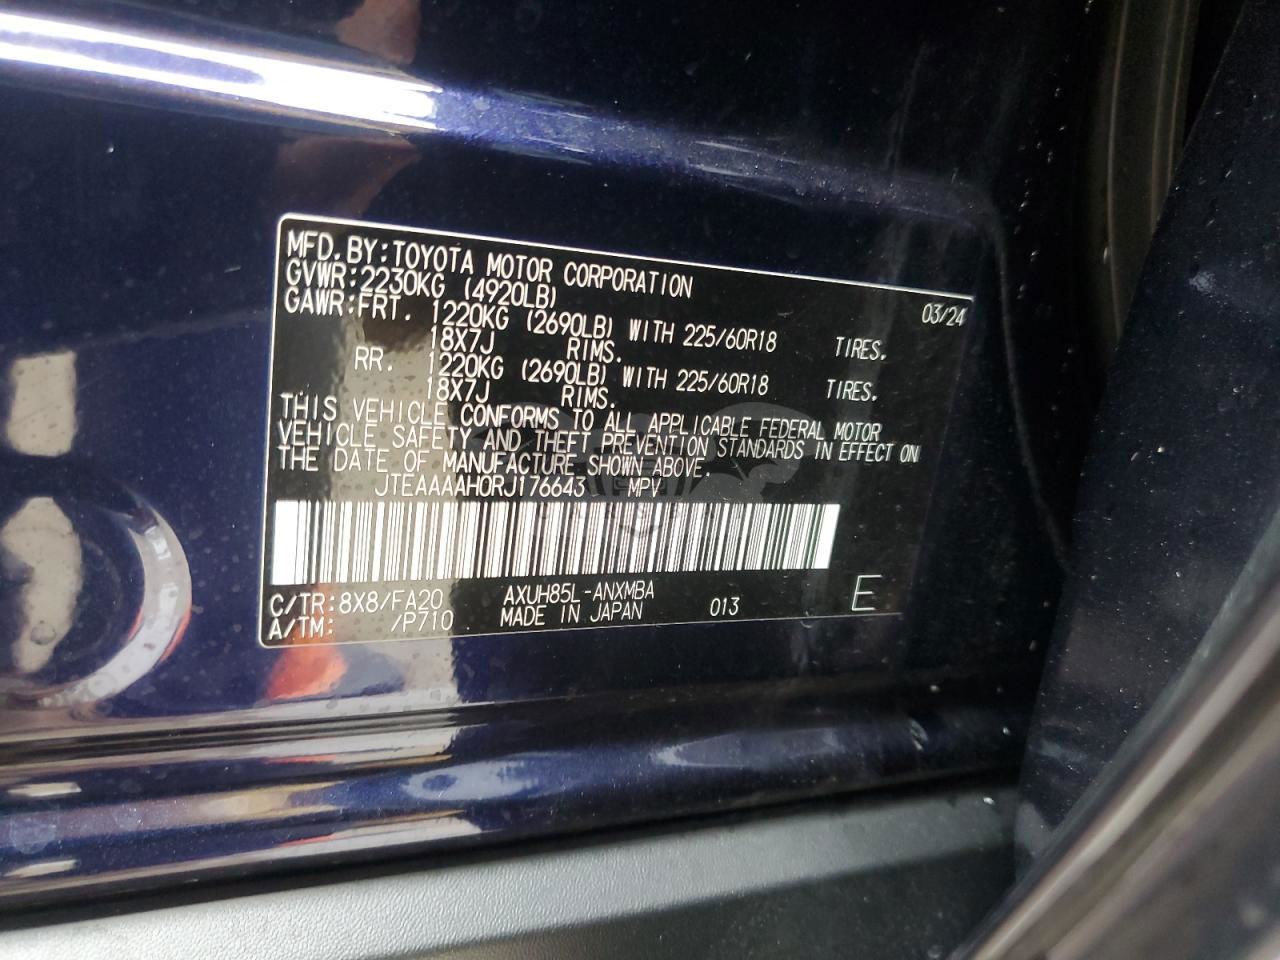 MFD.BY:TOYOTA MOTOR CORPORATION 03/24
GVWR:2230KG (4920LB)
GAWR:FRT. 1220KG (2690LB) WITH 225/60R18 TIRES.
18X7J RIMS.
RR. 1220KG (2690LB) WITH 225/60R18 TIRES.
18X7J RIMS.
THIS VEHICLE CONFORMS TO ALL APPLICABLE FEDERAL MOTOR
VEHICLE SAFETY AND THEFT PREVENTION STANDARDS IN EFFECT ON
THE DATE OF MANUFACTURE SHOWN ABOVE.
JTEAAAAH0RJ176643 MPV
C/TR:8X8/FA20 AXUH85L-ANXMBA
A/TM: /P710 MADE IN JAPAN 013 E